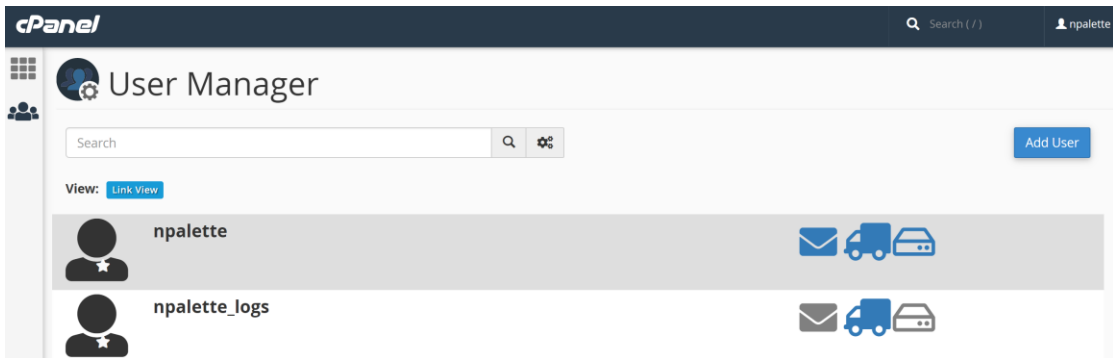 cPanel
Search ( / )
npalette
User Manager
Search
Add User
View: Link View
npalette
npalette_logs